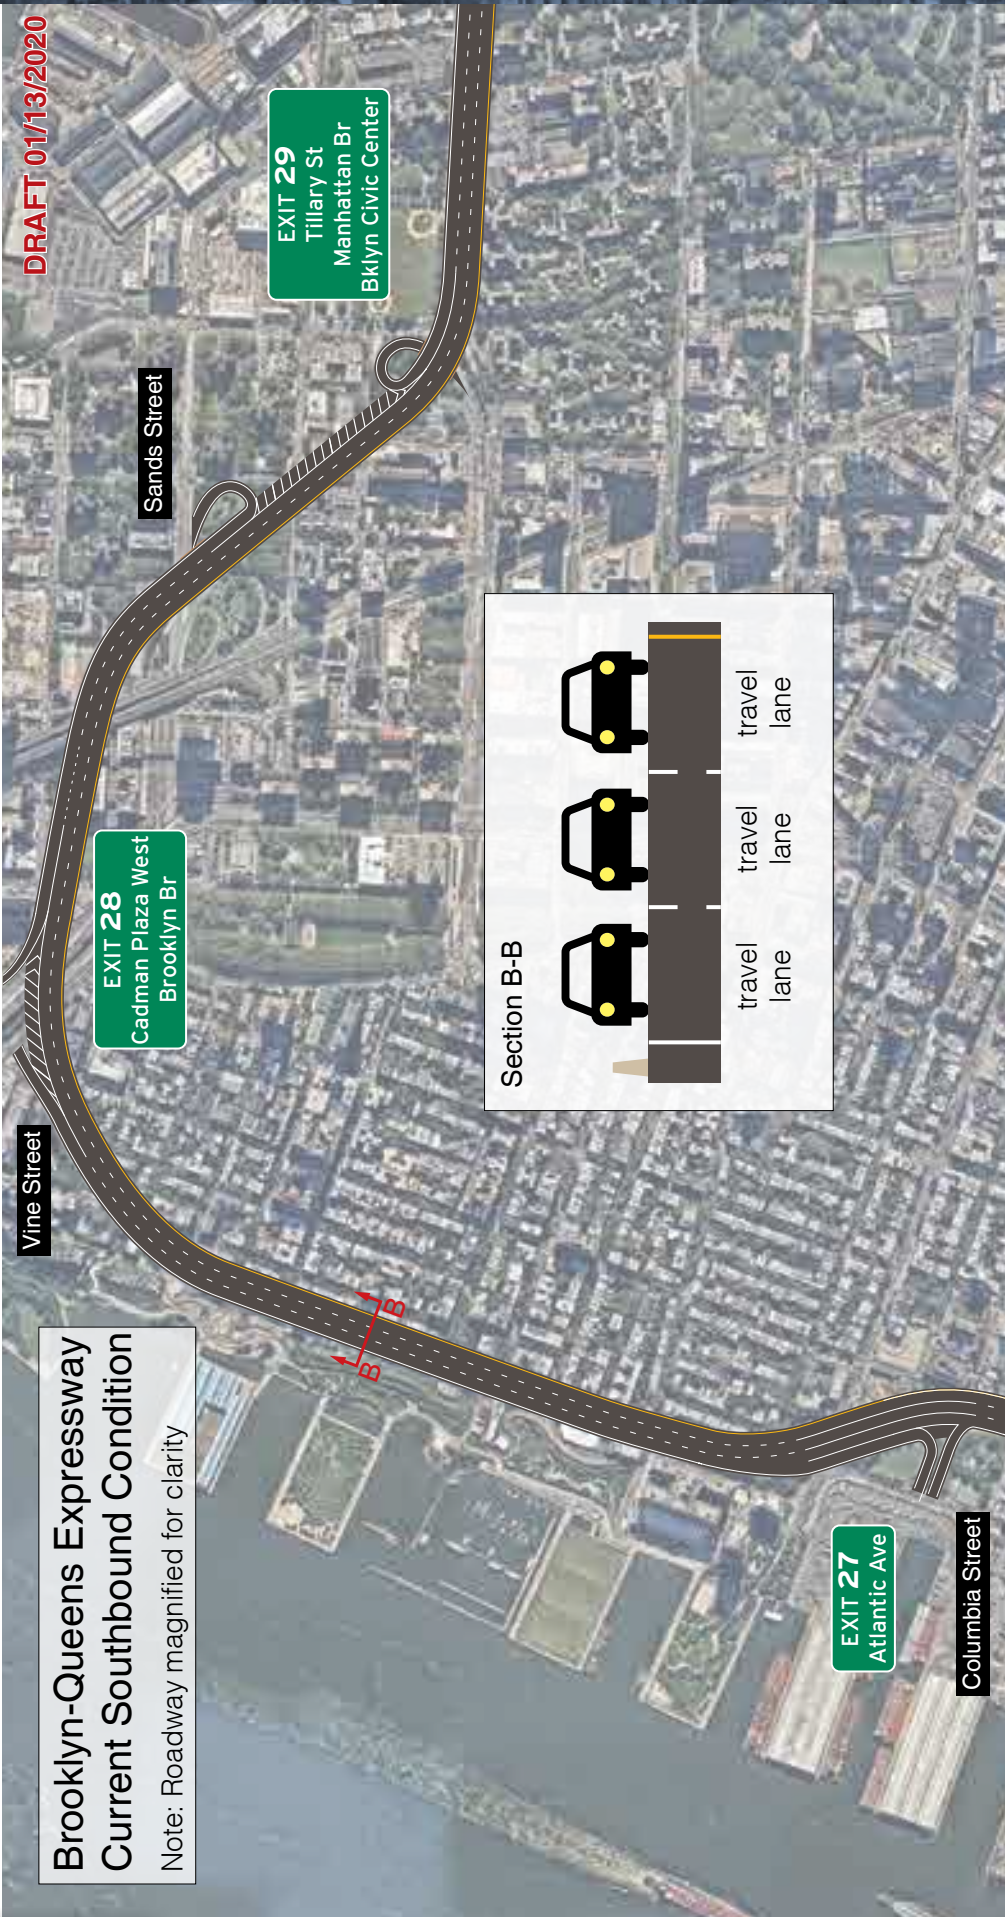 Brooklyn-Queens Expressway
Current Southbound Condition
Note: Roadway magnified for clarity
DRAFT 01/13/2020
Vine Street
Sands Street
EXIT 28
Cadman Plaza West
Brooklyn Br
EXIT 29
Tillary St
Manhattan Br
Bklyn Civic Center
B
B
Section B-B
travel
lane
travel
lane
travel
lane
EXIT 27
Atlantic Ave
Columbia Street